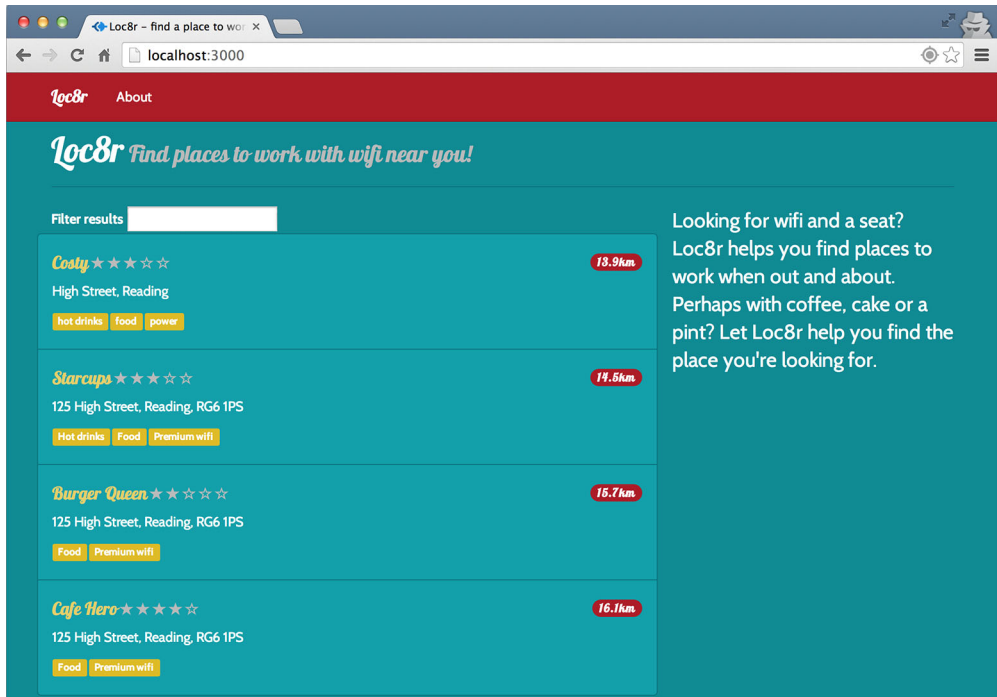 Loc8r – find a place to wor
localhost:3000
Loc8r About
Loc8r Find places to work with wifi near you!
Filter results
Costy 13.9km
High Street, Reading
hot drinks food power
Starcups 14.5km
125 High Street, Reading, RG6 1PS
Hot drinks Food Premium wifi
Burger Queen 15.7km
125 High Street, Reading, RG6 1PS
Food Premium wifi
Cafe Hero 16.1km
125 High Street, Reading, RG6 1PS
Food Premium wifi
Looking for wifi and a seat?
Loc8r helps you find places to
work when out and about.
Perhaps with coffee, cake or a
pint? Let Loc8r help you find the
place you're looking for.